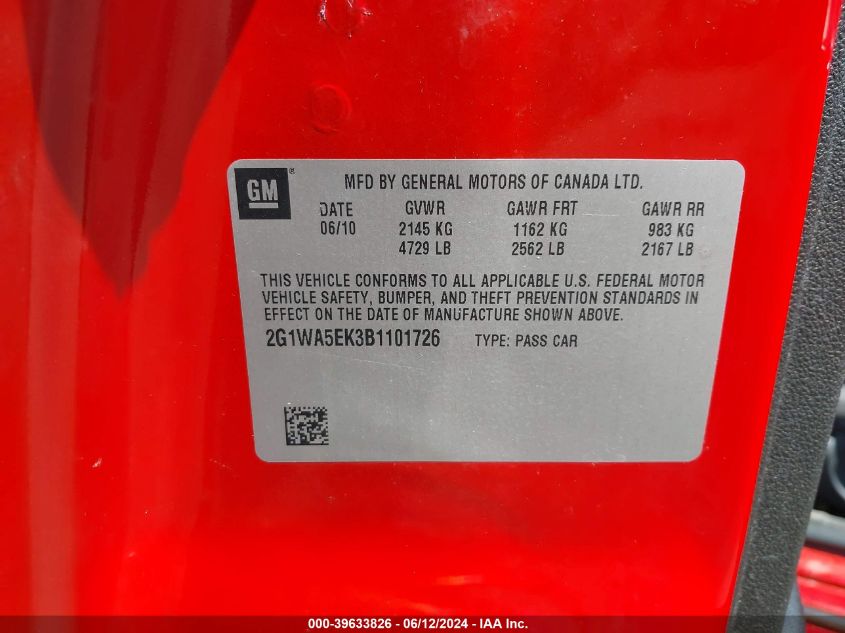 GM ® MFD BY GENERAL MOTORS OF CANADA LTD.
DATE GVWR GAWR FRT GAWR RR
06/10 2145 KG 1162 KG 983 KG
4729 LB 2562 LB 2167 LB
THIS VEHICLE CONFORMS TO ALL APPLICABLE U.S. FEDERAL MOTOR
VEHICLE SAFETY, BUMPER, AND THEFT PREVENTION STANDARDS IN
EFFECT ON THE DATE OF MANUFACTURE SHOWN ABOVE.
2G1WA5EK3B1101726 TYPE: PASS CAR
000-39633826 - 06/12/2024 - IAA Inc.